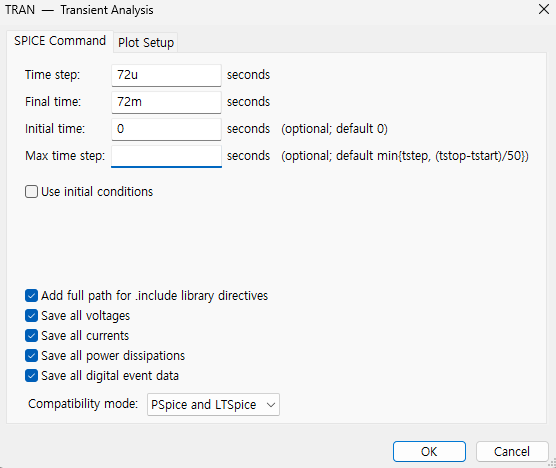 TRAN — Transient Analysis
SPICE Command Plot Setup
Time step: 72u seconds
Final time: 72m seconds
Initial time: 0 seconds (optional; default 0)
Max time step: seconds (optional; default min{tstep, (tstop-tstart)/50})
Use initial conditions
Add full path for .include library directives
Save all voltages
Save all currents
Save all power dissipations
Save all digital event data
Compatibility mode: PSpice and LTSpice
OK Cancel